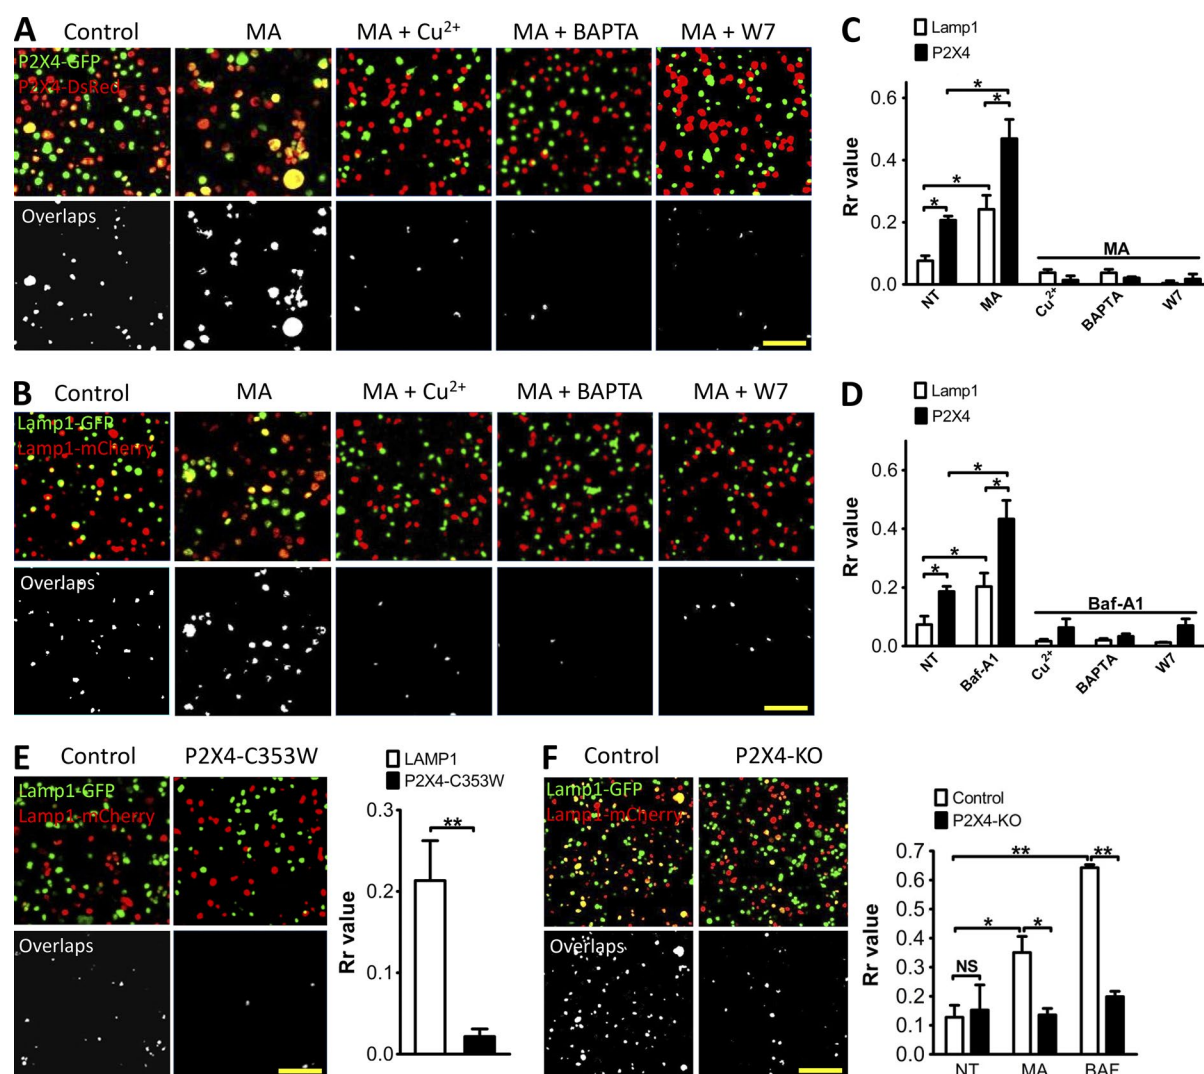 A
Control
MA
MA + Cu²⁺
MA + BAPTA
MA + W7
P2X4-GFP
P2X4-DsRed
Overlaps
C
Lamp1
P2X4
Rr value
0.6
0.4
0.2
0.0
*
*
*
*
MA
NT
MA
Cu²⁺
BAPTA
W7
B
Control
MA
MA + Cu²⁺
MA + BAPTA
MA + W7
Lamp1-GFP
Lamp1-mCherry
Overlaps
D
Lamp1
P2X4
Rr value
0.6
0.4
0.2
0.0
*
*
*
*
Baf-A1
NT
Baf-A1
Cu²⁺
BAPTA
W7
E
Control
P2X4-C353W
Lamp1-GFP
Lamp1-mCherry
Overlaps
LAMP1
P2X4-C353W
Rr value
0.3
0.2
0.1
0.0
**
F
Control
P2X4-KO
Lamp1-GFP
Lamp1-mCherry
Overlaps
Control
P2X4-KO
Rr value
0.7
0.6
0.5
0.4
0.3
0.2
0.1
0.0
**
**
*
*
NS
NT
MA
BAF